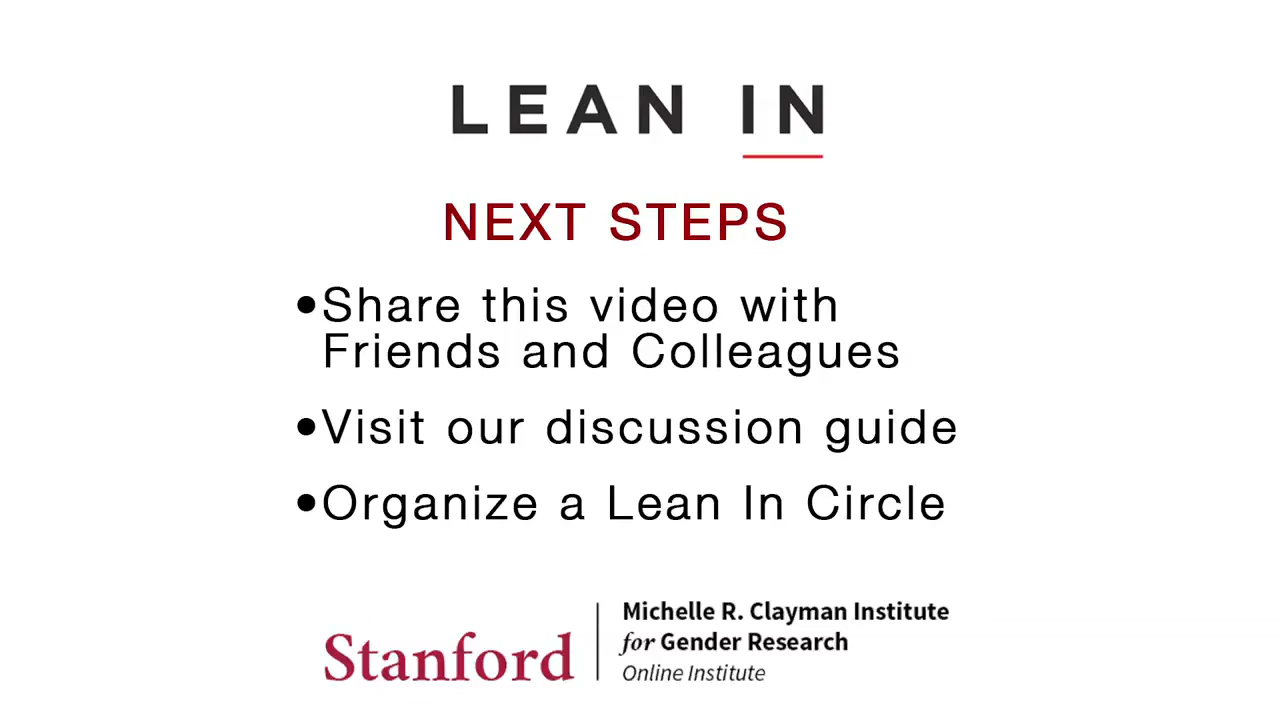 LEAN IN
NEXT STEPS
•Share this video with
Friends and Colleagues
•Visit our discussion guide
•Organize a Lean In Circle
Stanford
Michelle R. Clayman Institute
for Gender Research
Online Institute